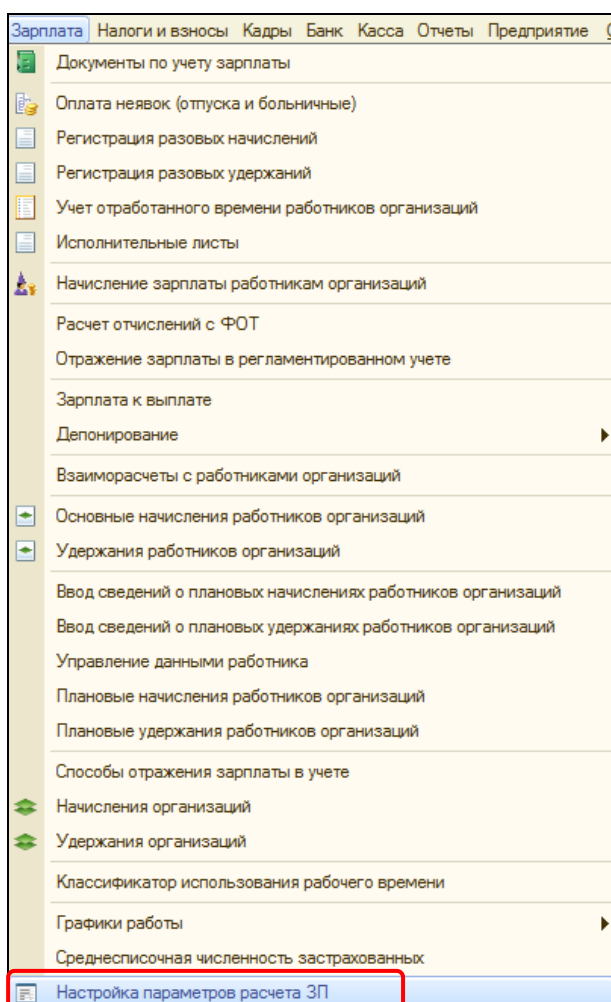 Зарплата Налоги и взносы Кадры Банк Касса Отчеты Предприятие
Документы по учету зарплаты
Оплата неявок (отпуска и больничные)
Регистрация разовых начислений
Регистрация разовых удержаний
Учет отработанного времени работников организаций
Исполнительные листы
Начисление зарплаты работникам организаций
Расчет отчислений с ФОТ
Отражение зарплаты в регламентированном учете
Зарплата к выплате
Депонирование
Взаиморасчеты с работниками организаций
Основные начисления работников организаций
Удержания работников организаций
Ввод сведений о плановых начислениях работников организаций
Ввод сведений о плановых удержаниях работников организаций
Управление данными работника
Плановые начисления работников организаций
Плановые удержания работников организаций
Способы отражения зарплаты в учете
Начисления организаций
Удержания организаций
Классификатор использования рабочего времени
Графики работы
Среднесписочная численность застрахованных
Настройка параметров расчета ЗП